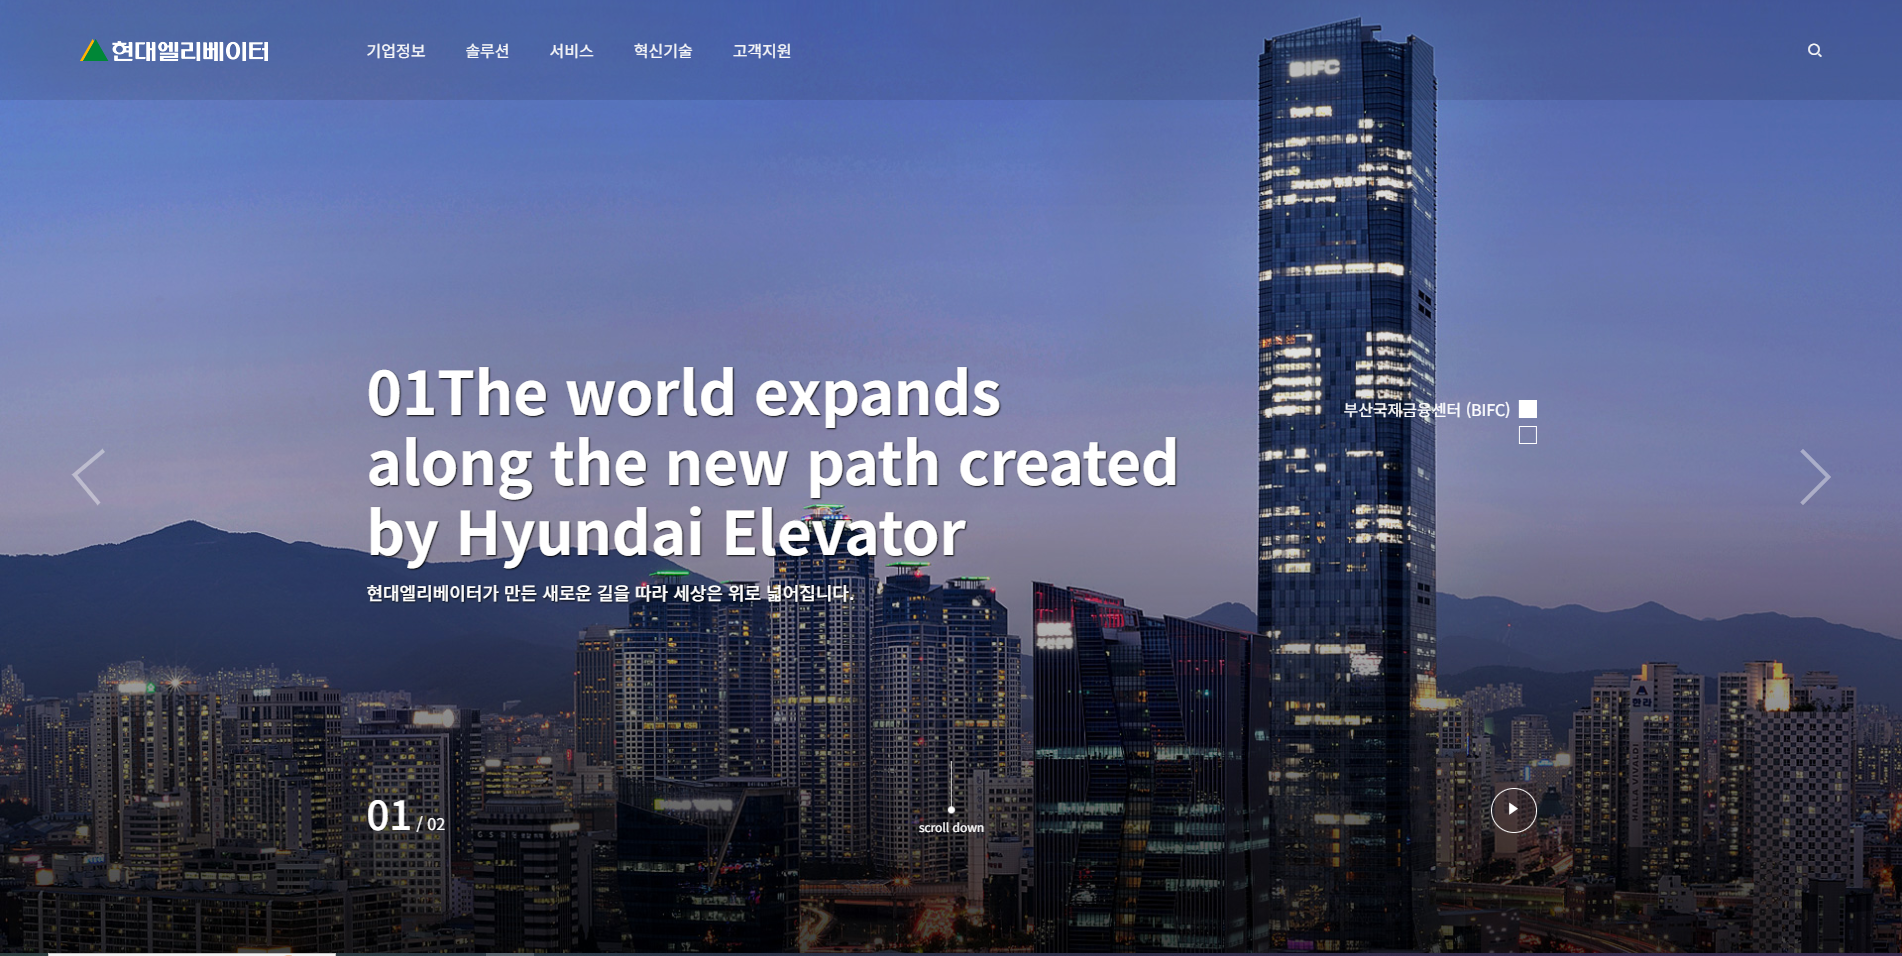 현대엘리베이터
기업정보 솔루션 서비스 혁신기술 고객지원
BIFC
01The world expands
along the new path created
by Hyundai Elevator
현대엘리베이터가 만든 새로운 길을 따라 세상은 위로 넓어집니다.
부산국제금융센터 (BIFC)
한라
HALLA VIVALDI
01 / 02
scroll down